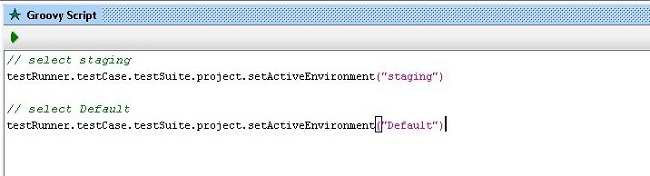 Groovy Script
// select staging
testRunner.testCase.testSuite.project.setActiveEnvironment("staging")
// select Default
testRunner.testCase.testSuite.project.setActiveEnvironment("Default")